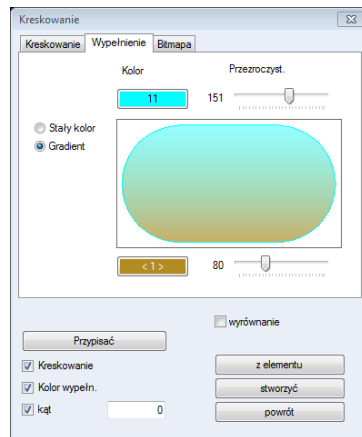 Kreskowanie
Kreskowanie Wypełnienie Bitmapa
Kolor Przezroczyst.
11 151
Stały kolor
Gradient
< 1 > 80
wyrównanie
Przypisać
Kreskowanie z elementu
Kolor wypełn. stworzyć
kąt 0 powrót